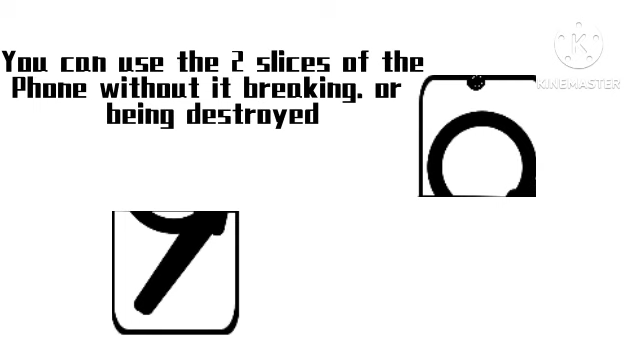 You can use the 2 slices of the
Phone without it breaking. or
being destroyed
K
KINEMASTER